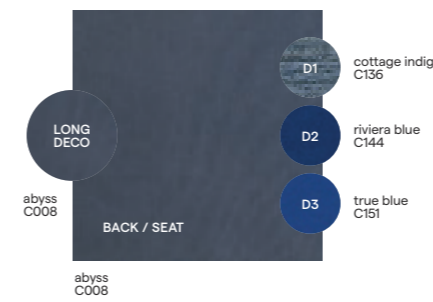 D1
cottage indig
C136
LONG
DECO
D2
riviera blue
C144
abyss
C008
D3
true blue
C151
BACK / SEAT
abyss
C008